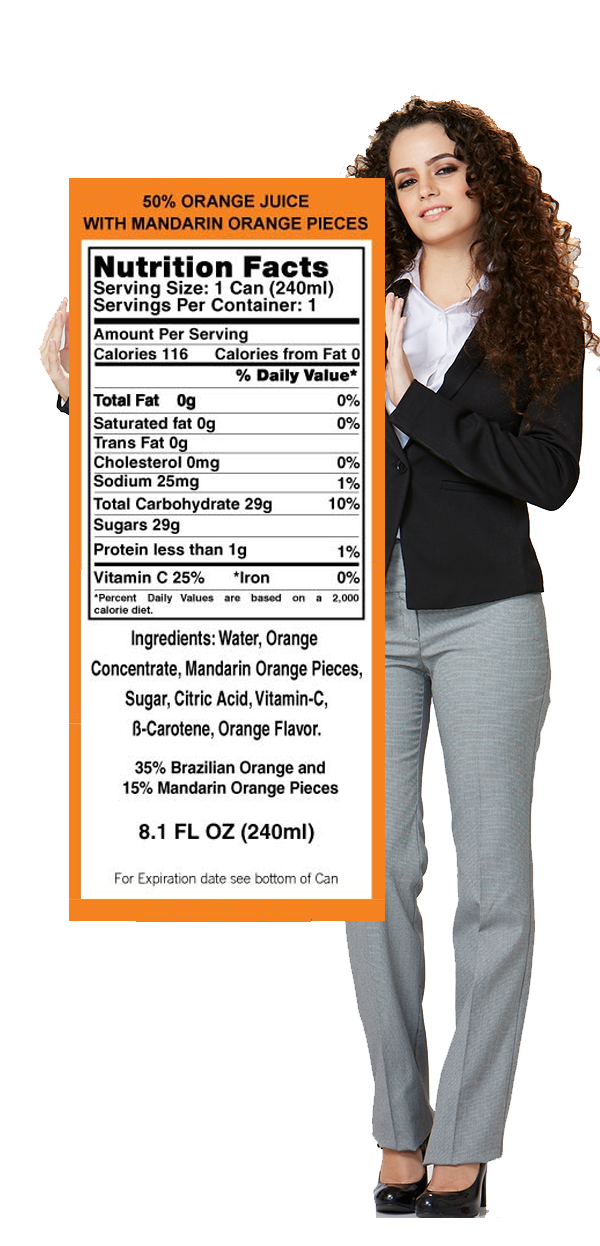 50% ORANGE JUICE
WITH MANDARIN ORANGE PIECES
Nutrition Facts
Serving Size: 1 Can (240ml)
Servings Per Container: 1
Amount Per Serving
Calories 116 Calories from Fat 0
% Daily Value*
Total Fat 0g 0%
Saturated fat 0g 0%
Trans Fat 0g
Cholesterol 0mg 0%
Sodium 25mg 1%
Total Carbohydrate 29g 10%
Sugars 29g
Protein less than 1g 1%
Vitamin C 25% *Iron 0%
*Percent Daily Values are based on a 2,000
calorie diet.
Ingredients: Water, Orange
Concentrate, Mandarin Orange Pieces,
Sugar, Citric Acid, Vitamin-C,
ß-Carotene, Orange Flavor.
35% Brazilian Orange and
15% Mandarin Orange Pieces
8.1 FL OZ (240ml)
For Expiration date see bottom of Can